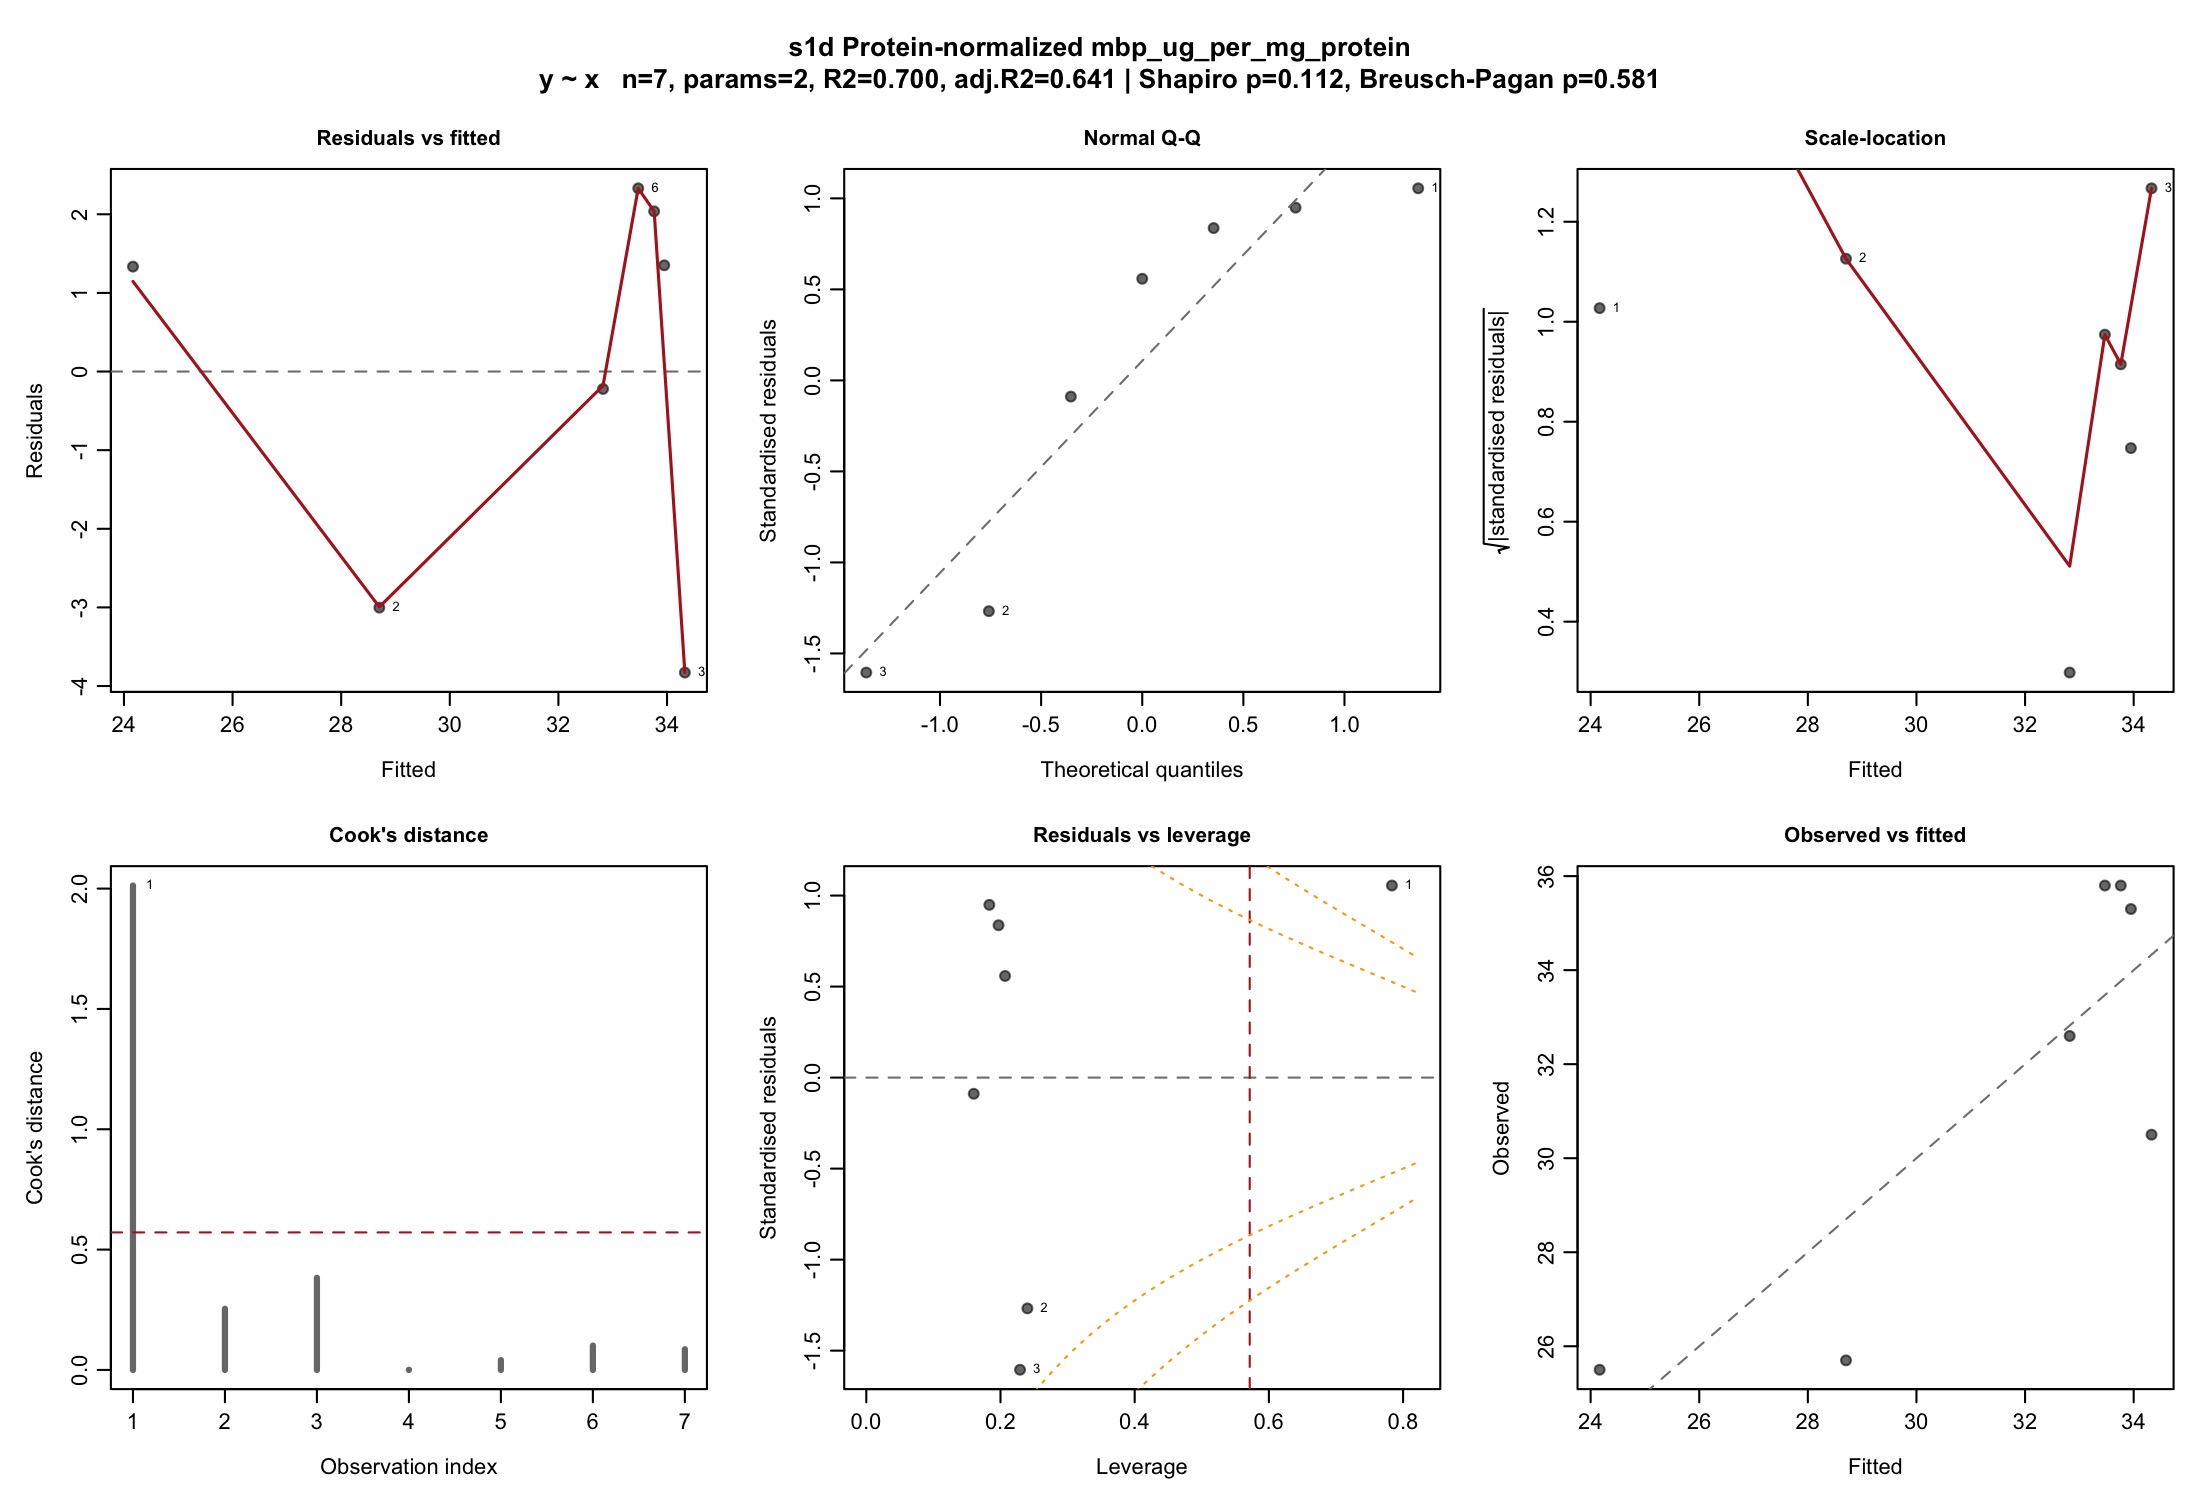 s1d Protein-normalized mbp_ug_per_mg_protein
y ~ x   n=7, params=2, R2=0.700, adj.R2=0.641 | Shapiro p=0.112, Breusch-Pagan p=0.581
Residuals vs fitted
Residuals
2
1
0
-1
-2
-3
-4
6
2
3
24 26 28 30 32 34
Fitted
Normal Q-Q
Standardised residuals
1.0
0.5
0.0
-0.5
-1.0
-1.5
1
2
3
-1.0 -0.5 0.0 0.5 1.0
Theoretical quantiles
Scale-location
√|standardised residuals|
1.2
1.0
0.8
0.6
0.4
3
2
1
24 26 28 30 32 34
Fitted
Cook's distance
Cook's distance
2.0
1.5
1.0
0.5
0.0
1
1 2 3 4 5 6 7
Observation index
Residuals vs leverage
Standardised residuals
1.0
0.5
0.0
-0.5
-1.0
-1.5
1
2
3
0.0 0.2 0.4 0.6 0.8
Leverage
Observed vs fitted
Observed
36
34
32
30
28
26
24 26 28 30 32 34
Fitted